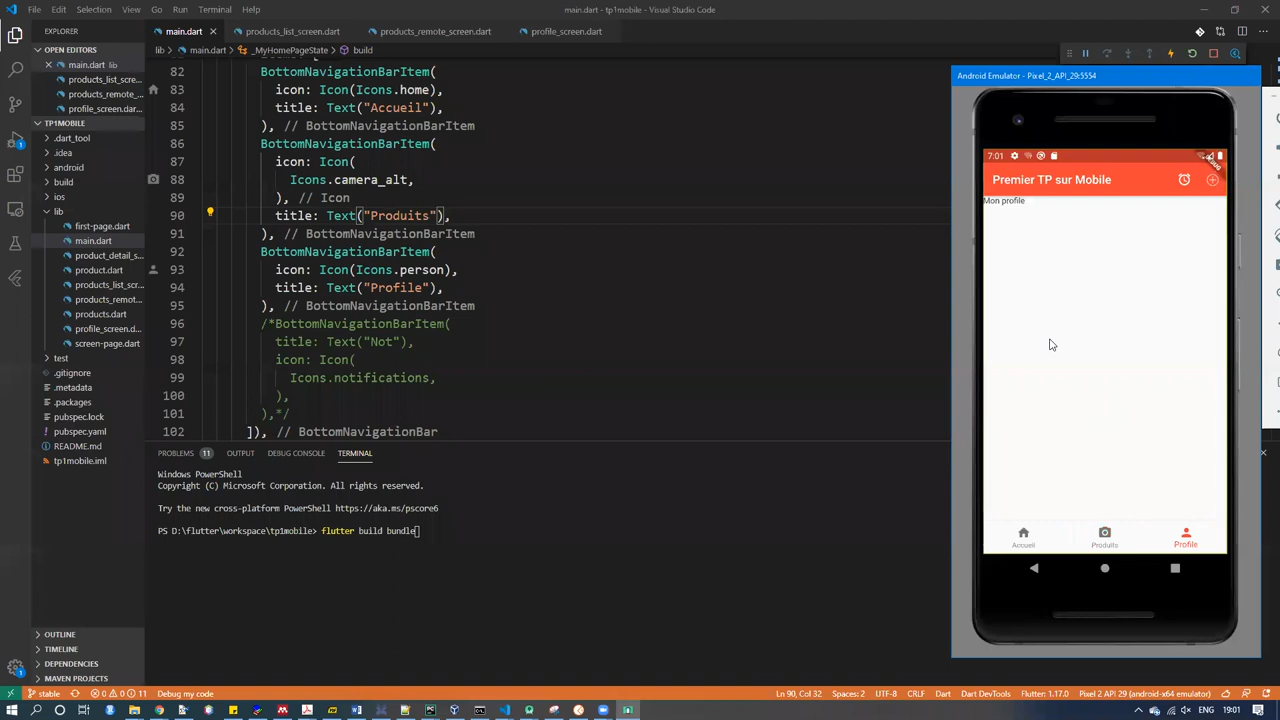 File Edit Selection View Go Run Terminal Help
main.dart - tp1mobile - Visual Studio Code
EXPLORER
main.dart
products_list_screen.dart
products_remote_screen.dart
profile_screen.dart
lib > main.dart > _MyHomePageState > build
OPEN EDITORS
main.dart lib
products_list_scree...
products_remote_...
profile_screen.dart...
TP1MOBILE
.dart_tool
.idea
android
build
ios
lib
first-page.dart
main.dart
product_detail_s...
product.dart
products_list_scr...
products_remot...
products.dart
profile_screen.d...
screen-page.dart
test
.gitignore
.metadata
.packages
pubspec.lock
pubspec.yaml
README.md
tp1mobile.iml
OUTLINE
TIMELINE
DEPENDENCIES
MAVEN PROJECTS
82 BottomNavigationBarItem(
83 icon: Icon(Icons.home),
84 title: Text("Accueil"),
85 ), // BottomNavigationBarItem
86 BottomNavigationBarItem(
87 icon: Icon(
88 Icons.camera_alt,
89 ), // Icon
90 title: Text("Produits"),
91 ), // BottomNavigationBarItem
92 BottomNavigationBarItem(
93 icon: Icon(Icons.person),
94 title: Text("Profile"),
95 ), // BottomNavigationBarItem
96 /*BottomNavigationBarItem(
97 title: Text("Not"),
98 icon: Icon(
99 Icons.notifications,
100 ),
101 ),*/
102 ]), // BottomNavigationBar
PROBLEMS 11 OUTPUT DEBUG CONSOLE TERMINAL
Windows PowerShell
Copyright (C) Microsoft Corporation. All rights reserved.
Try the new cross-platform PowerShell https://aka.ms/pscore6
PS D:\flutter\workspace\tp1mobile> flutter build bundle
Android Emulator - Pixel_2_API_29:5554
7:01
Premier TP sur Mobile
Mon profile
Accueil Produits Profile
stable 0 0 11 Debug my code
Ln 90, Col 32 Spaces: 2 UTF-8 CRLF Dart Dart DevTools Flutter: 1.17.0 Pixel 2 API 29 (android-x64 emulator)
ENG 19:01